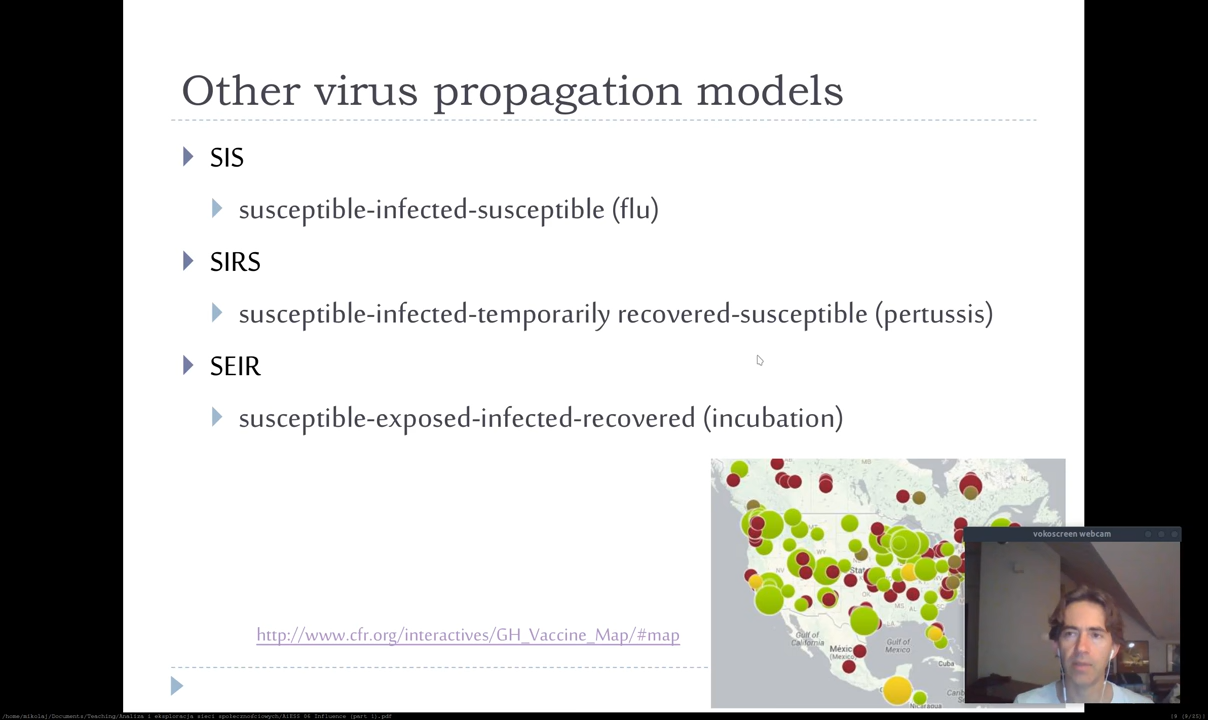 Other virus propagation models
SIS
susceptible-infected-susceptible (flu)
SIRS
susceptible-infected-temporarily recovered-susceptible (pertussis)
SEIR
susceptible-exposed-infected-recovered (incubation)
http://www.cfr.org/interactives/GH_Vaccine_Map/#map
Gulf of
California
México
(Mexico)
Gulf of
Mexico
Cuba
Nicaragua
vokoscreen webcam